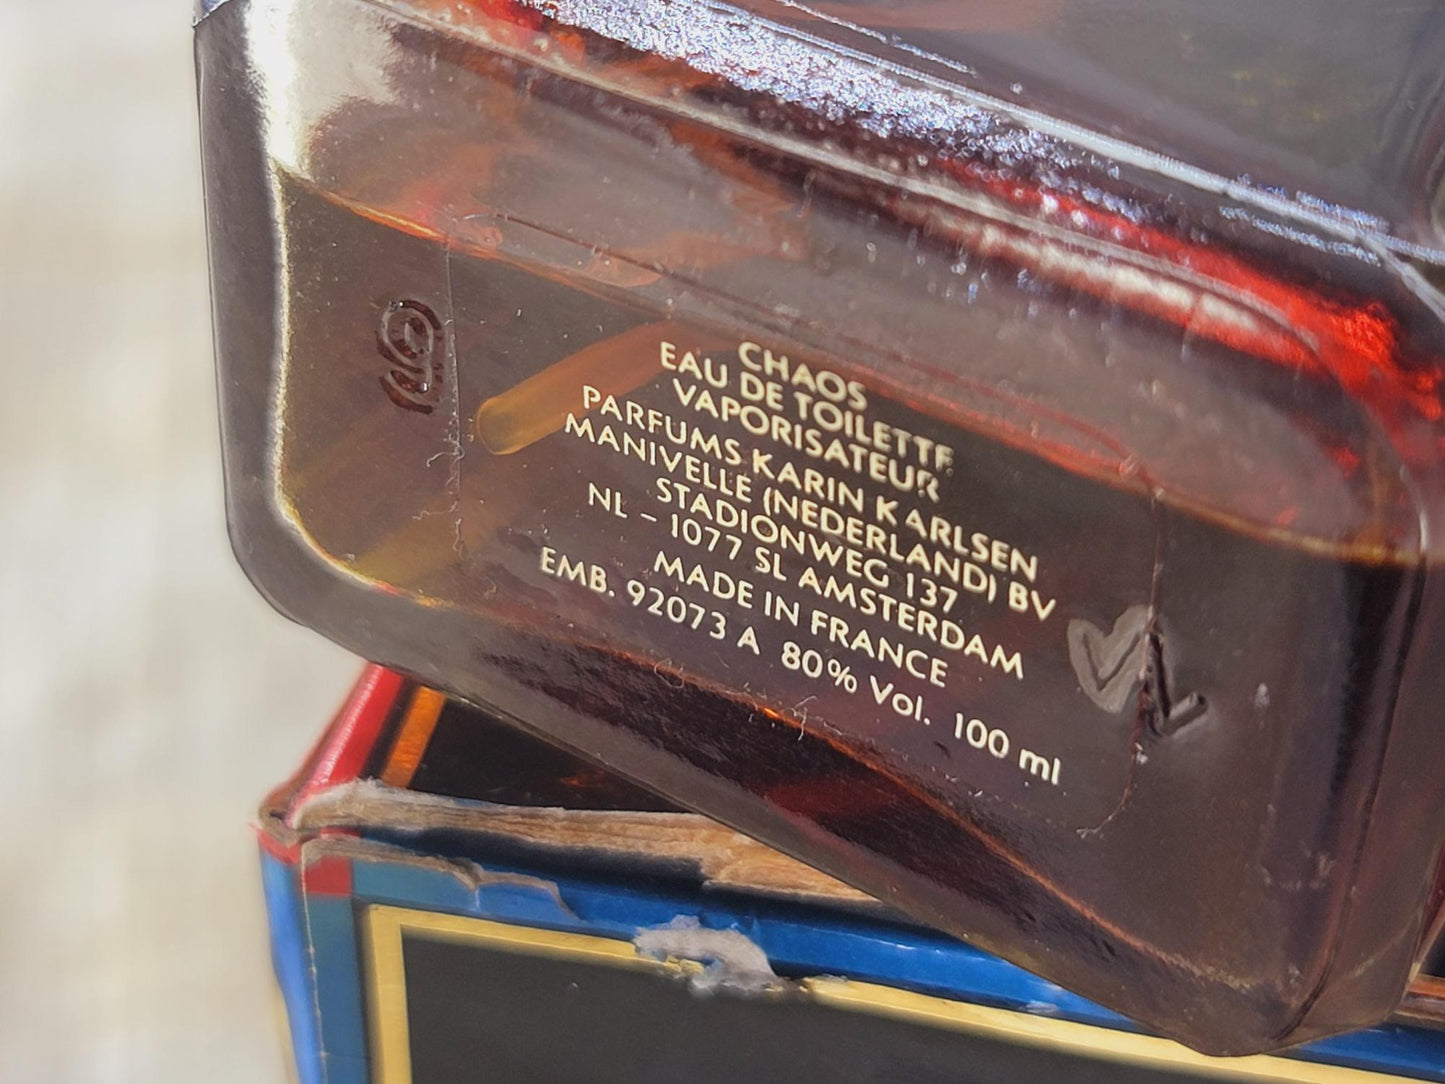 CHAOS
EAU DE TOILETTE
VAPORISATEUR
PARFUMS KARIN KARLSEN
MANIVELLE (NEDERLAND) BV
STADIONWEG 137
NL - 1077 SL AMSTERDAM
MADE IN FRANCE
EMB. 92073 A 80% Vol. 100 ml